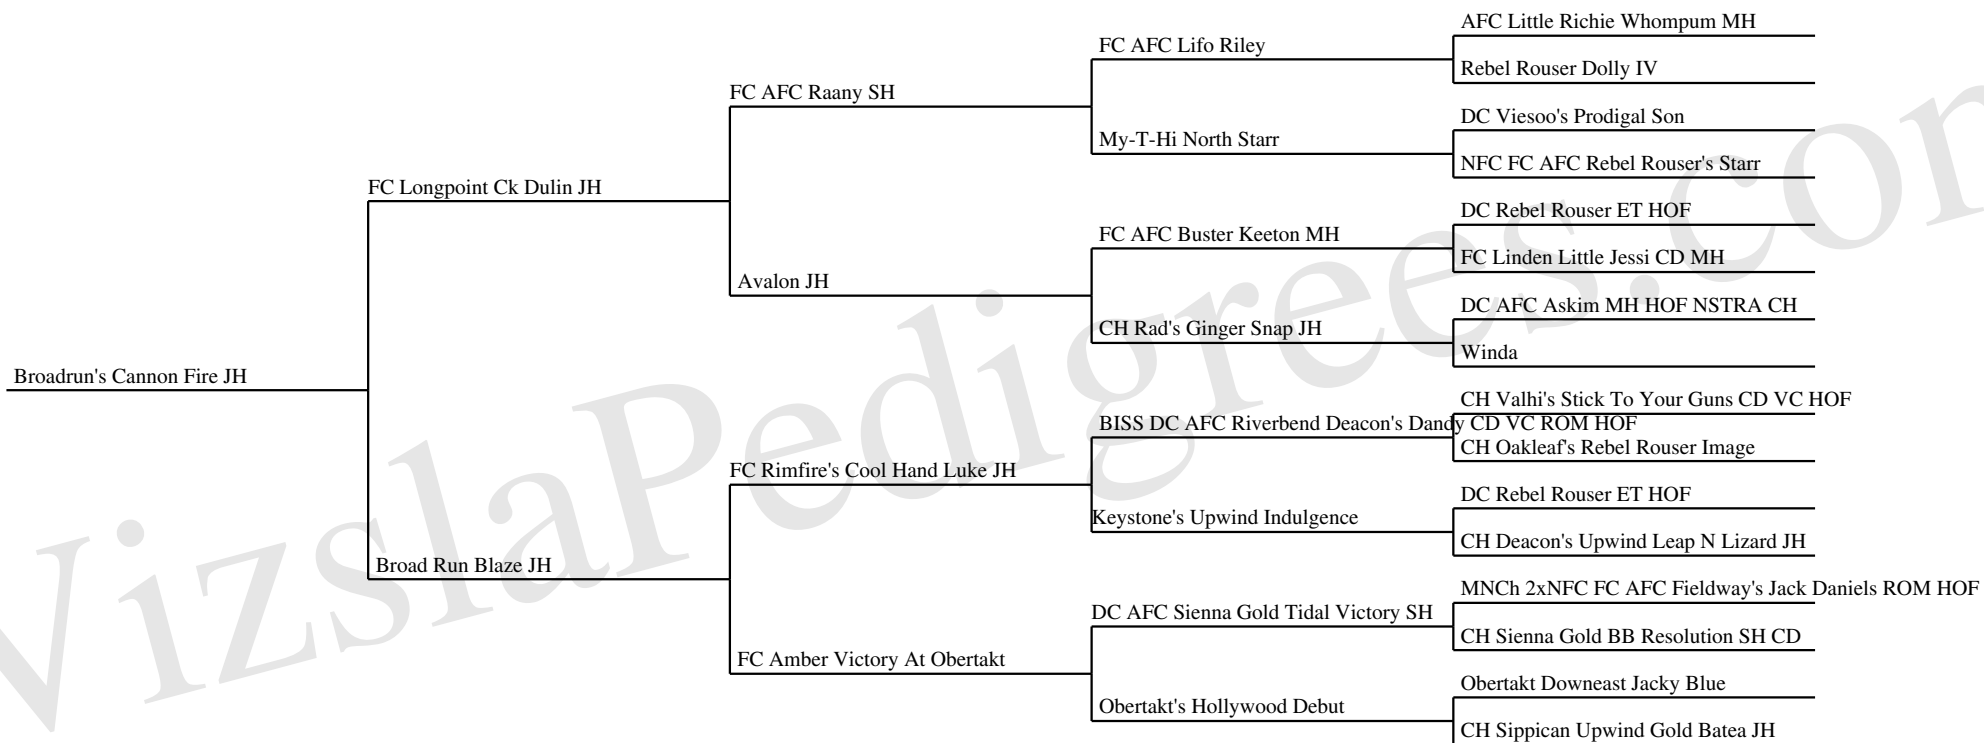 AFC Little Richie Whompum MH
FC AFC Lifo Riley
Rebel Rouser Dolly IV
FC AFC Raany SH
DC Viesoo's Prodigal Son
My-T-Hi North Starr
NFC FC AFC Rebel Rouser's Starr
FC Longpoint Ck Dulin JH
DC Rebel Rouser ET HOF
FC AFC Buster Keeton MH
FC Linden Little Jessi CD MH
Avalon JH
DC AFC Askim MH HOF NSTRA CH
CH Rad's Ginger Snap JH
Winda
Broadrun's Cannon Fire JH
CH Valhi's Stick To Your Guns CD VC HOF
BISS DC AFC Riverbend Deacon's Dandy CD VC ROM HOF
CH Oakleaf's Rebel Rouser Image
FC Rimfire's Cool Hand Luke JH
DC Rebel Rouser ET HOF
Keystone's Upwind Indulgence
CH Deacon's Upwind Leap N Lizard JH
Broad Run Blaze JH
MNCh 2xNFC FC AFC Fieldway's Jack Daniels ROM HOF
DC AFC Sienna Gold Tidal Victory SH
CH Sienna Gold BB Resolution SH CD
FC Amber Victory At Obertakt
Obertakt Downeast Jacky Blue
Obertakt's Hollywood Debut
CH Sippican Upwind Gold Batea JH
VizslaPedigrees.com